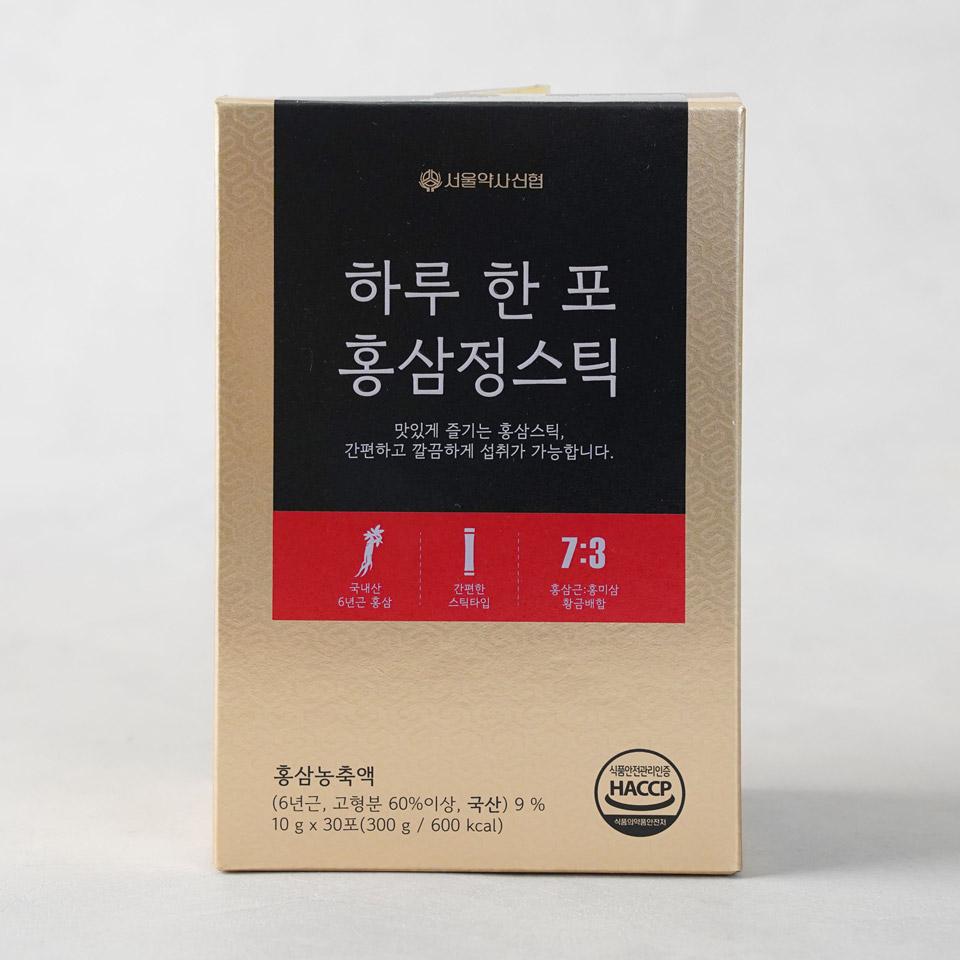 서울약사신협
하루 한 포
홍삼정스틱
맛있게 즐기는 홍삼스틱,
간편하고 깔끔하게 섭취가 가능합니다.
국내산
6년근 홍삼
간편한
스틱타입
7:3
홍삼근:홍미삼
황금배합
홍삼농축액
(6년근, 고형분 60%이상, 국산) 9 %
10 g x 30포(300 g / 600 kcal)
식품안전관리인증
HACCP
식품의약품안전처